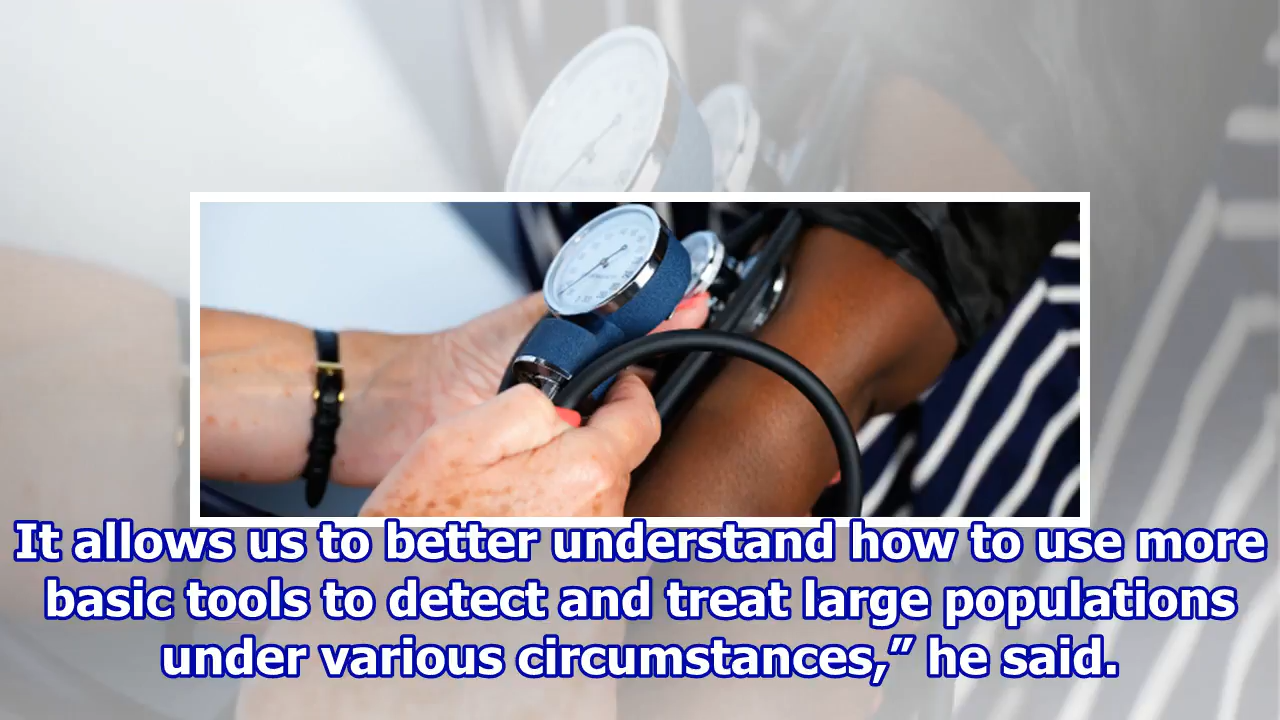 It allows us to better understand how to use more
basic tools to detect and treat large populations
under various circumstances,” he said.